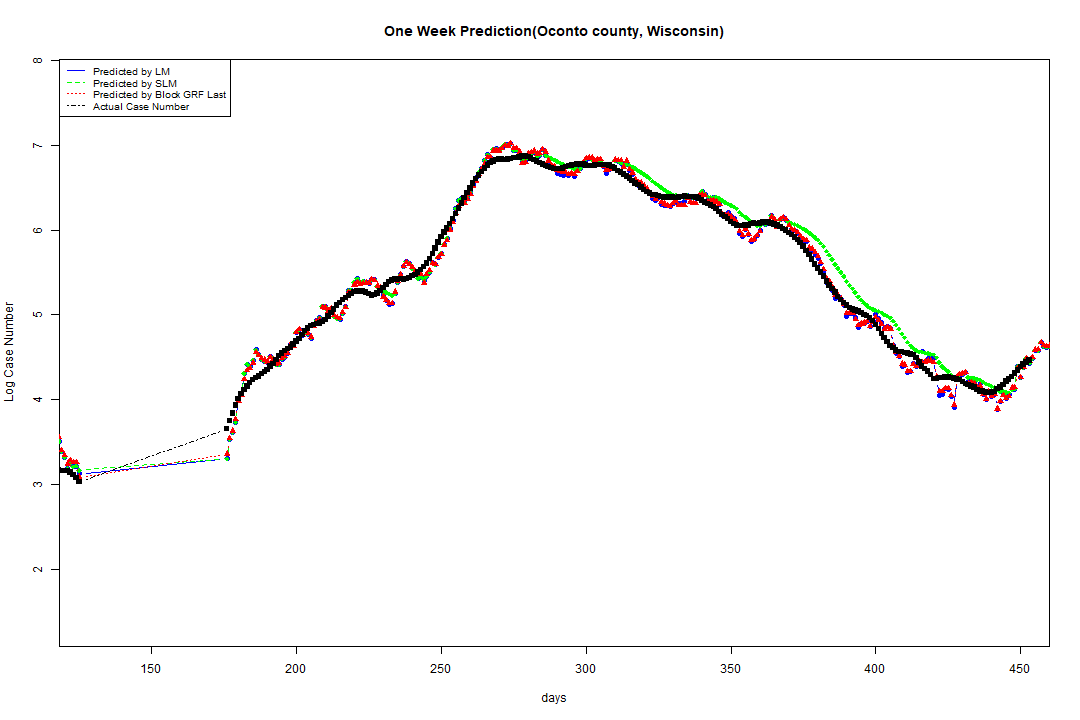 One Week Prediction(Oconto county, Wisconsin)
Predicted by LM
Predicted by SLM
Predicted by Block GRF Last
Actual Case Number
8
7
6
5
4
3
2
Log Case Number
150 200 250 300 350 400 450
days